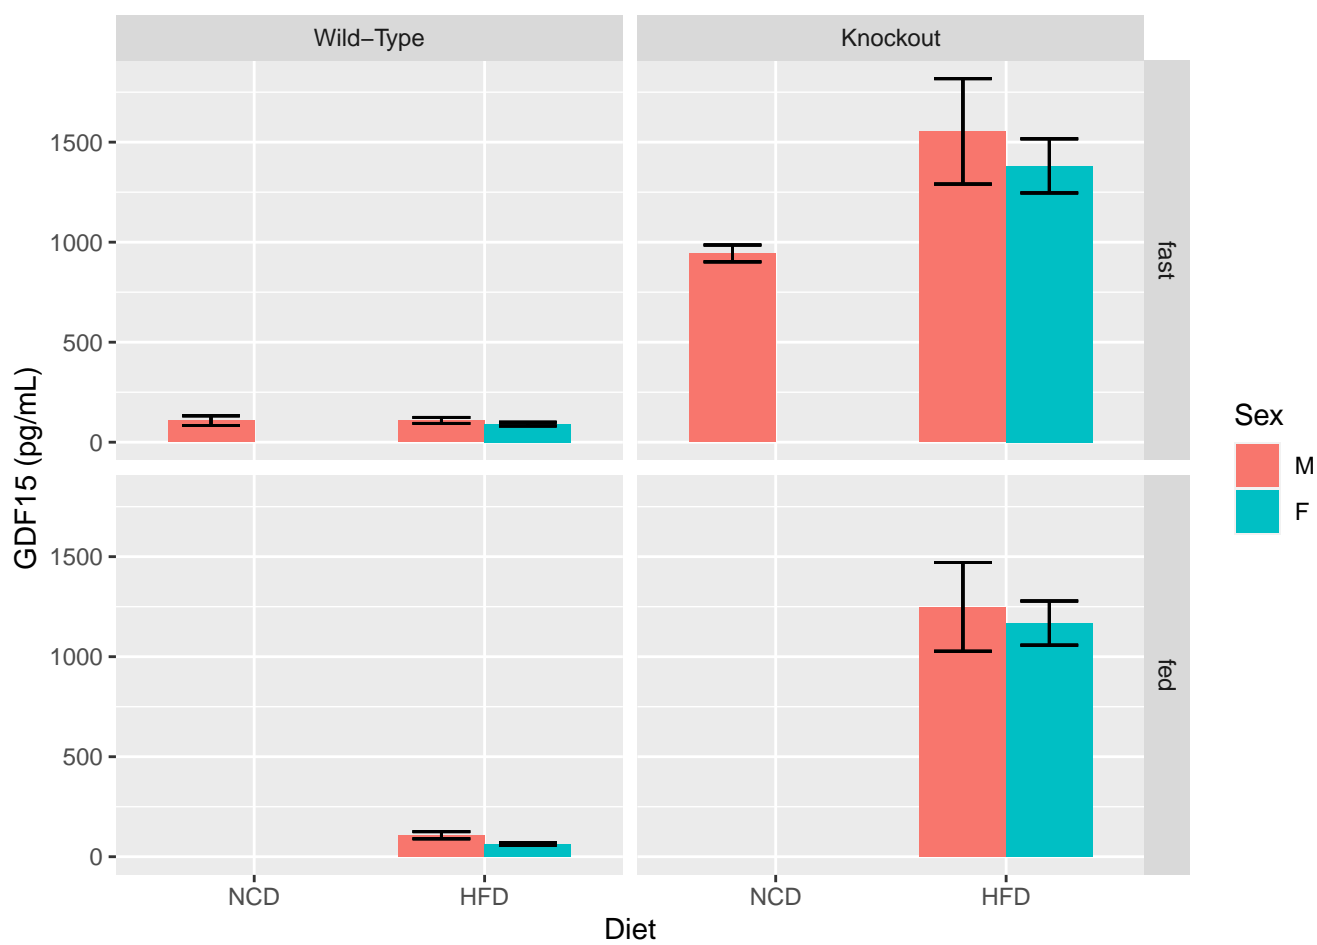 Wild−Type
Knockout
1500
1000
500
0
fast
1500
1000
500
0
fed
GDF15 (pg/mL)
NCD
HFD
NCD
HFD
Diet
Sex
M
F